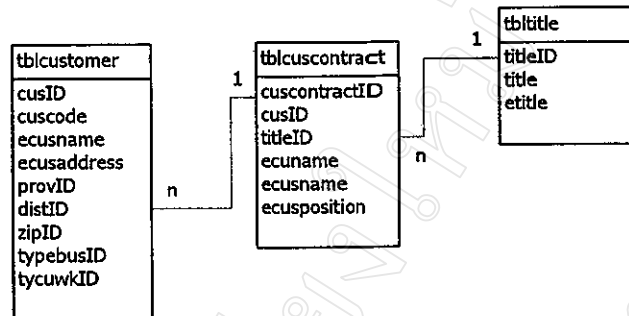 tblcustomer
cusID
cuscode
ecusname
ecusaddress
provID
distID
zipID
typebusID
tycuwkID
n
1
tblcuscontract
cuscontractID
cusID
titleID
ecuname
ecusname
ecusposition
n
1
tbltitle
titleID
title
etitle